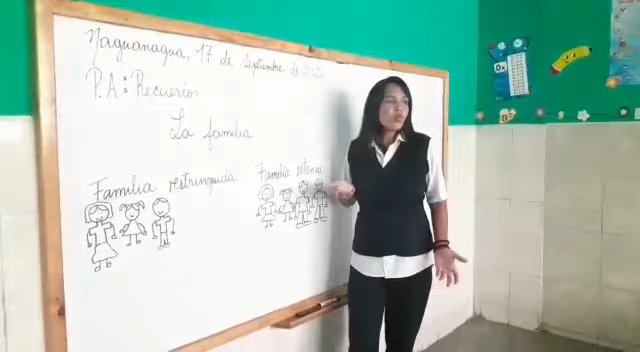 Naguanagua, 17 de Septiembre de 2020
P.A: Recuerdos
La familia
Familia restringuida
Familia extensa